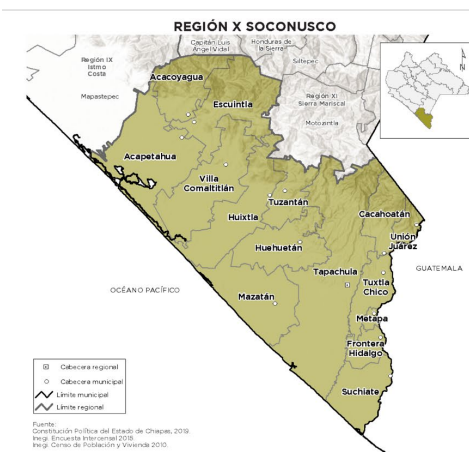 REGIÓN X SOCONUSCO
Capitán Luis
Angel Vidal
Honduras de
la Sierra
Siltepec
Región IX
Istmo
Costa
Mapastepec
Acacoyagua
Escuintla
Región XI
Sierra Mariscal
Motozintla
N
Acapetahua
Villa
Comaltitlán
Tuzantán
Huixtla
Cacahoatán
Unión
Juárez
Huehuetán
GUATEMALA
Tapachula
Tuxtla
Chico
OCÉANO PACÍFICO
Mazatán
Metapa
Frontera
Hidalgo
Suchiate
Cabecera regional
Cabecera municipal
Límite municipal
Límite regional
Fuente:
Constitución Política del Estado de Chiapas, 2019.
Inegi. Encuesta Intercensal 2018.
Inegi. Censo de Población y Vivienda 2010.